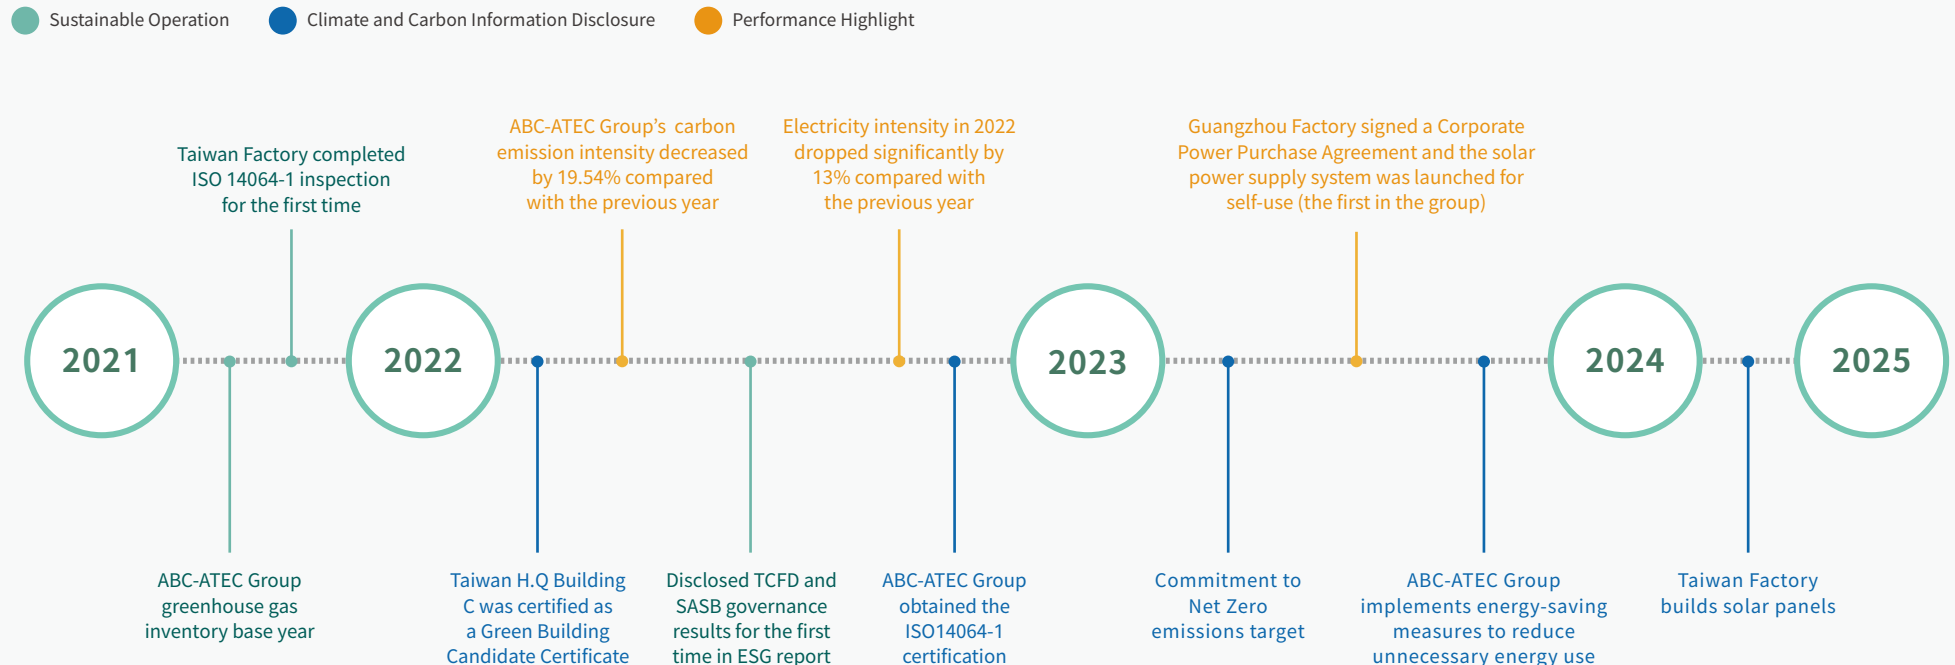 Sustainable Operation
Climate and Carbon Information Disclosure
Performance Highlight
Taiwan Factory completed
ISO 14064-1 inspection
for the first time
ABC-ATEC Group's carbon
emission intensity decreased
by 19.54% compared
with the previous year
Electricity intensity in 2022
dropped significantly by
13% compared with
the previous year
Guangzhou Factory signed a Corporate
Power Purchase Agreement and the solar
power supply system was launched for
self-use (the first in the group)
2021
2022
2023
2024
2025
ABC-ATEC Group
greenhouse gas
inventory base year
Taiwan H.Q Building
C was certified as
a Green Building
Candidate Certificate
Disclosed TCFD and
SASB governance
results for the first
time in ESG report
ABC-ATEC Group
obtained the
ISO14064-1
certification
Commitment to
Net Zero
emissions target
ABC-ATEC Group
implements energy-saving
measures to reduce
unnecessary energy use
Taiwan Factory
builds solar panels